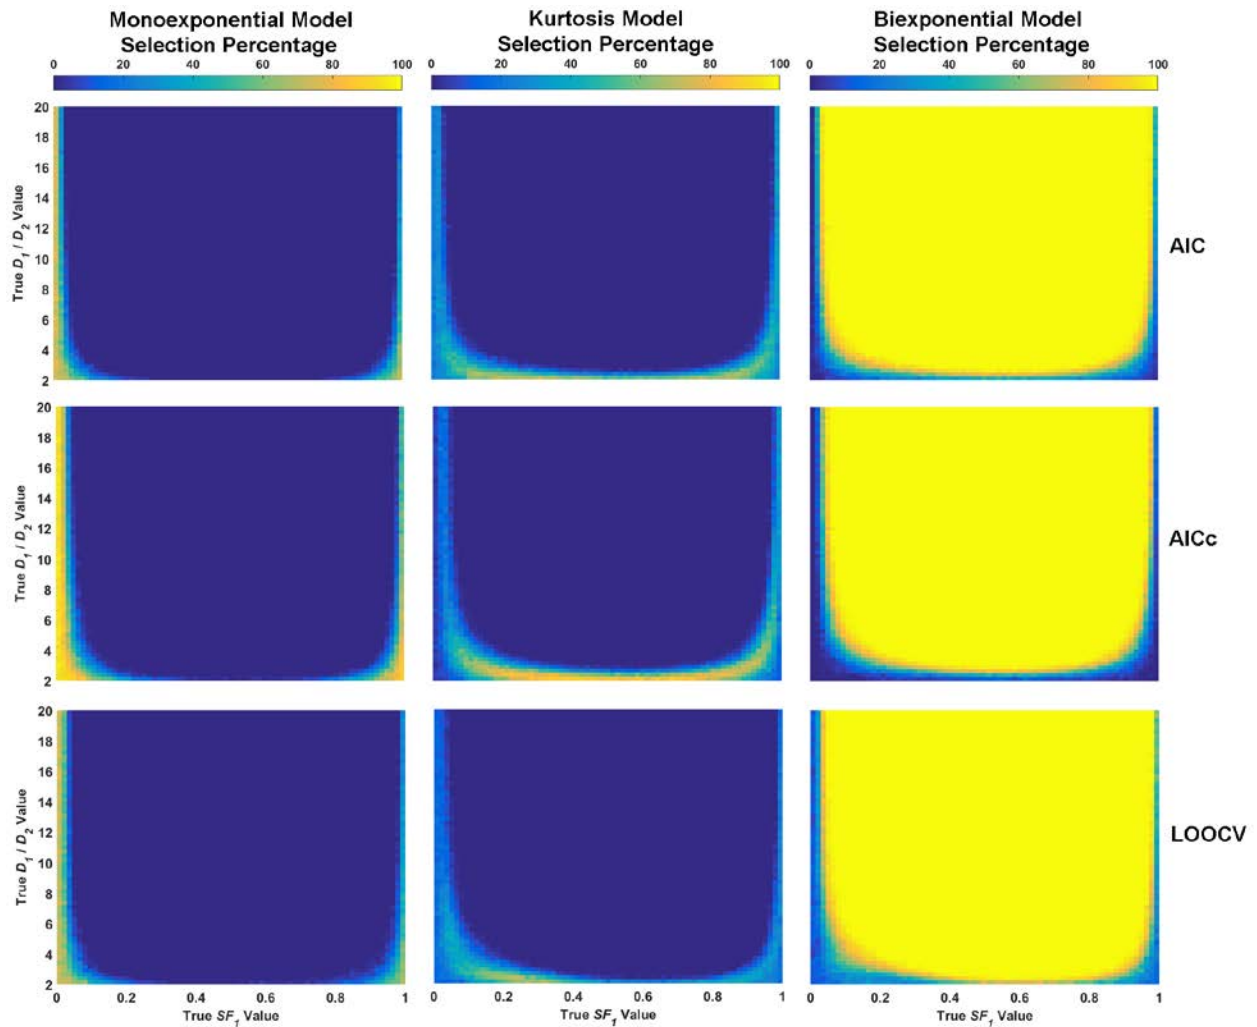 Monoexponential Model
Selection Percentage
Kurtosis Model
Selection Percentage
Biexponential Model
Selection Percentage
0 20 40 60 80 100
0 20 40 60 80 100
0 20 40 60 80 100
20
18
16
14
12
10
8
6
4
2
True D1 / D2 Value
AIC
20
18
16
14
12
10
8
6
4
2
True D1 / D2 Value
AICc
20
18
16
14
12
10
8
6
4
2
True D1 / D2 Value
LOOCV
0 0.2 0.4 0.6 0.8 1
0 0.2 0.4 0.6 0.8 1
0 0.2 0.4 0.6 0.8 1
True SF1 Value
True SF1 Value
True SF1 Value